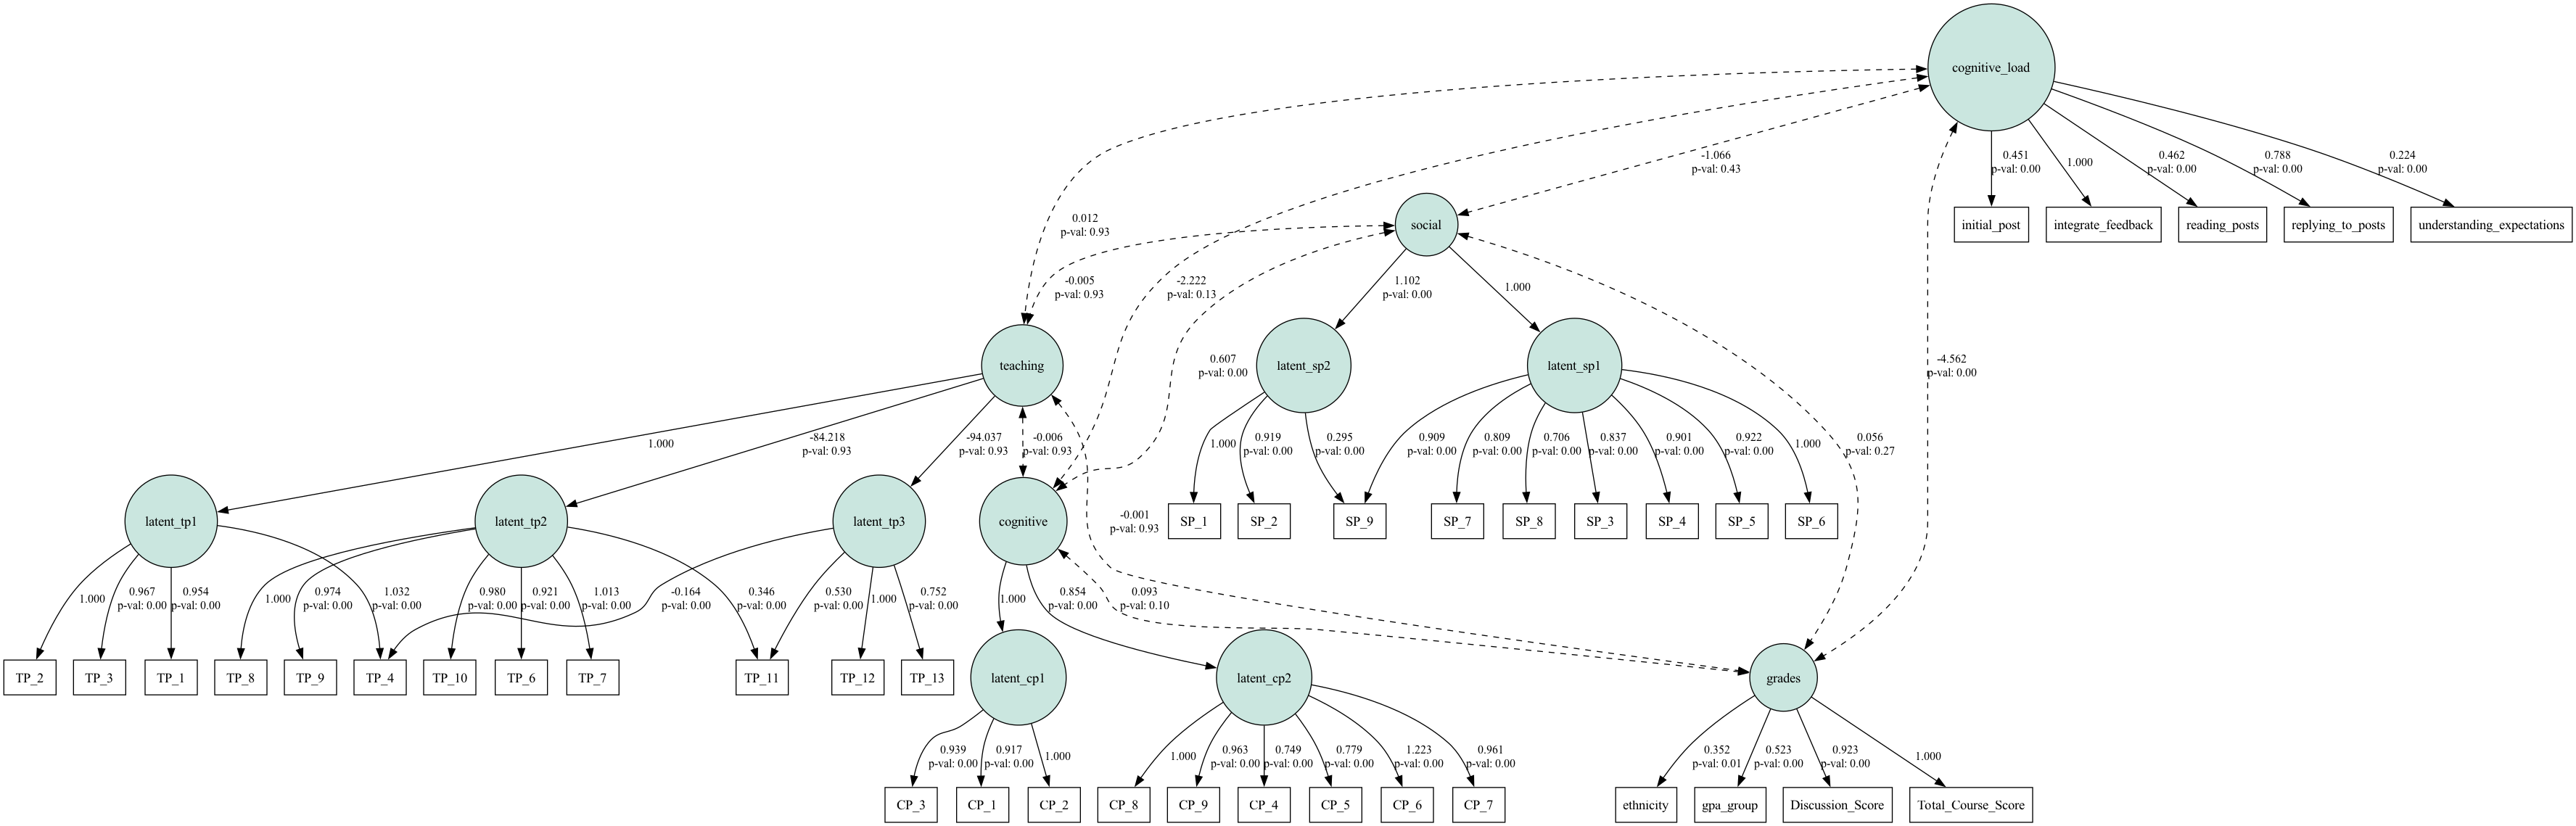 cognitive_load
0.451
p-val: 0.00
1.000
0.462
p-val: 0.00
0.788
p-val: 0.00
0.224
p-val: 0.00
-1.066
p-val: 0.43
initial_post
integrate_feedback
reading_posts
replying_to_posts
understanding_expectations
social
0.012
p-val: 0.93
-0.005
p-val: 0.93
-2.222
p-val: 0.13
1.102
p-val: 0.00
1.000
teaching
0.607
p-val: 0.00
latent_sp2
latent_sp1
-4.562
p-val: 0.00
1.000
-84.218
p-val: 0.93
-94.037
p-val: 0.93
-0.006
p-val: 0.93
1.000
0.919
p-val: 0.00
0.295
p-val: 0.00
0.909
p-val: 0.00
0.809
p-val: 0.00
0.706
p-val: 0.00
0.837
p-val: 0.00
0.901
p-val: 0.00
0.922
p-val: 0.00
1.000
0.056
p-val: 0.27
latent_tp1
latent_tp2
latent_tp3
cognitive
-0.001
p-val: 0.93
SP_1
SP_2
SP_9
SP_7
SP_8
SP_3
SP_4
SP_5
SP_6
1.000
0.967
p-val: 0.00
0.954
p-val: 0.00
1.000
0.974
p-val: 0.00
1.032
p-val: 0.00
0.980
p-val: 0.00
0.921
p-val: 0.00
1.013
p-val: 0.00
-0.164
p-val: 0.00
0.346
p-val: 0.00
0.530
p-val: 0.00
1.000
0.752
p-val: 0.00
1.000
0.854
p-val: 0.00
0.093
p-val: 0.10
TP_2
TP_3
TP_1
TP_8
TP_9
TP_4
TP_10
TP_6
TP_7
TP_11
TP_12
TP_13
latent_cp1
latent_cp2
grades
0.939
p-val: 0.00
0.917
p-val: 0.00
1.000
1.000
0.963
p-val: 0.00
0.749
p-val: 0.00
0.779
p-val: 0.00
1.223
p-val: 0.00
0.961
p-val: 0.00
0.352
p-val: 0.01
0.523
p-val: 0.00
0.923
p-val: 0.00
1.000
CP_3
CP_1
CP_2
CP_8
CP_9
CP_4
CP_5
CP_6
CP_7
ethnicity
gpa_group
Discussion_Score
Total_Course_Score